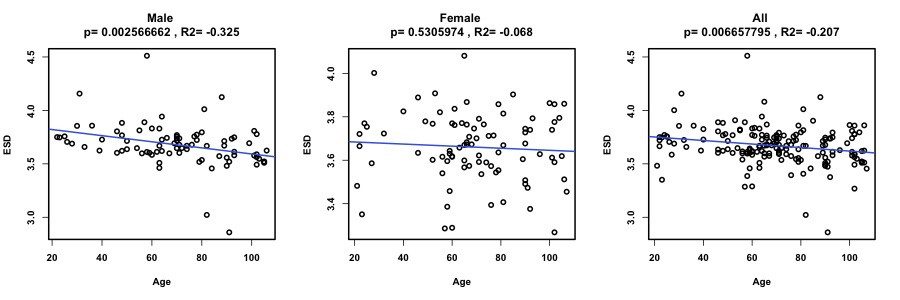 Male
p= 0.002566662 , R2= -0.325
ESD
4.5
4.0
3.5
3.0
20 40 60 80 100
Age
Female
p= 0.5305974 , R2= -0.068
ESD
4.0
3.8
3.6
3.4
20 40 60 80 100
Age
All
p= 0.006657795 , R2= -0.207
ESD
4.5
4.0
3.5
3.0
20 40 60 80 100
Age